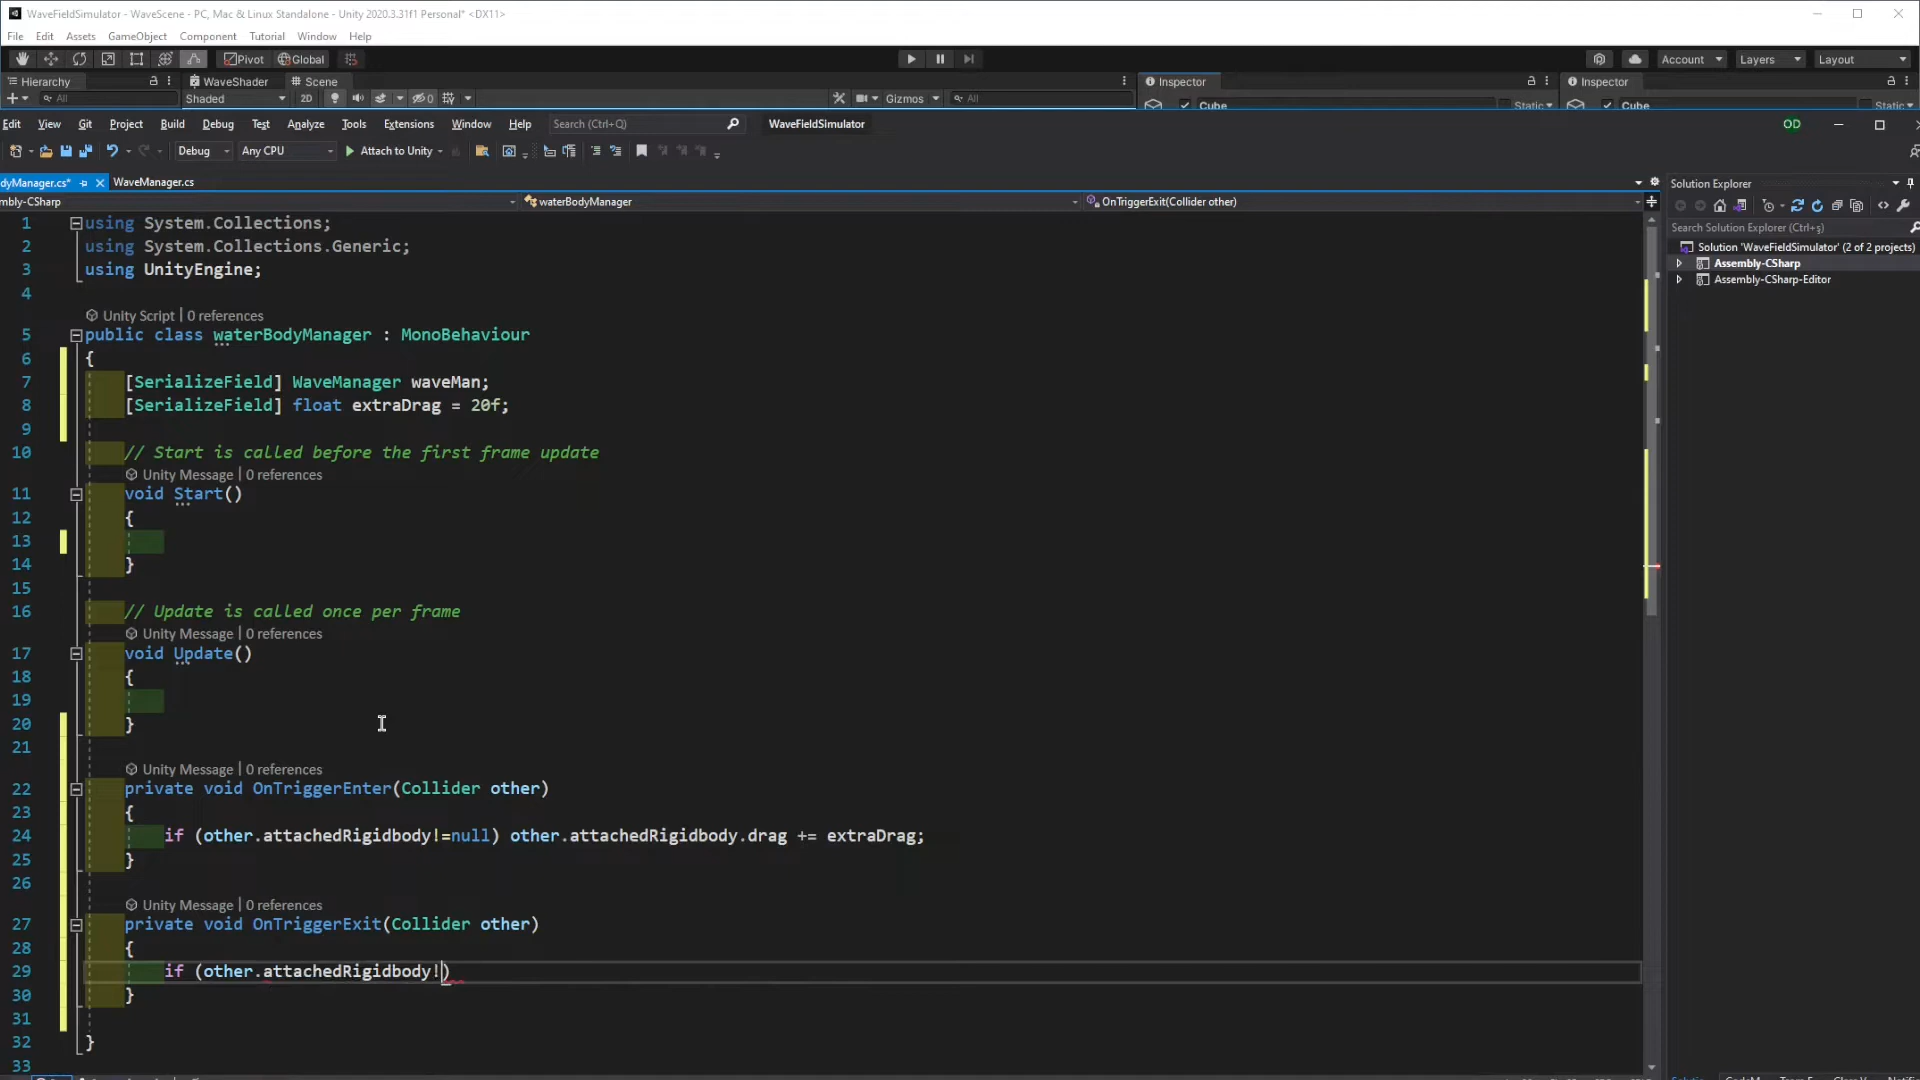 WaveFieldSimulator - WaveScene - PC, Mac & Linux Standalone - Unity 2020.3.31f1 Personal* <DX11>
File Edit Assets GameObject Component Tutorial Window Help
Pivot Global Account Layers Layout
Hierarchy WaveShader Scene Inspector Inspector
All Shaded 2D 0 Gizmos All Cube Static Cube Static
Edit View Git Project Build Debug Test Analyze Tools Extensions Window Help Search (Ctrl+Q) WaveFieldSimulator OD
Debug Any CPU Attach to Unity
dyManager.cs* WaveManager.cs Solution Explorer
mbly-CSharp waterBodyManager OnTriggerExit(Collider other)
Search Solution Explorer (Ctrl+ş)
Solution 'WaveFieldSimulator' (2 of 2 projects)
Assembly-CSharp
Assembly-CSharp-Editor
1 using System.Collections;
2 using System.Collections.Generic;
3 using UnityEngine;
4
Unity Script | 0 references
5 public class waterBodyManager : MonoBehaviour
6 {
7 [SerializeField] WaveManager waveMan;
8 [SerializeField] float extraDrag = 20f;
9
10 // Start is called before the first frame update
Unity Message | 0 references
11 void Start()
12 {
13
14 }
15
16 // Update is called once per frame
Unity Message | 0 references
17 void Update()
18 {
19
20 }
21
Unity Message | 0 references
22 private void OnTriggerEnter(Collider other)
23 {
24 if (other.attachedRigidbody!=null) other.attachedRigidbody.drag += extraDrag;
25 }
26
Unity Message | 0 references
27 private void OnTriggerExit(Collider other)
28 {
29 if (other.attachedRigidbody!)
30 }
31
32 }
33